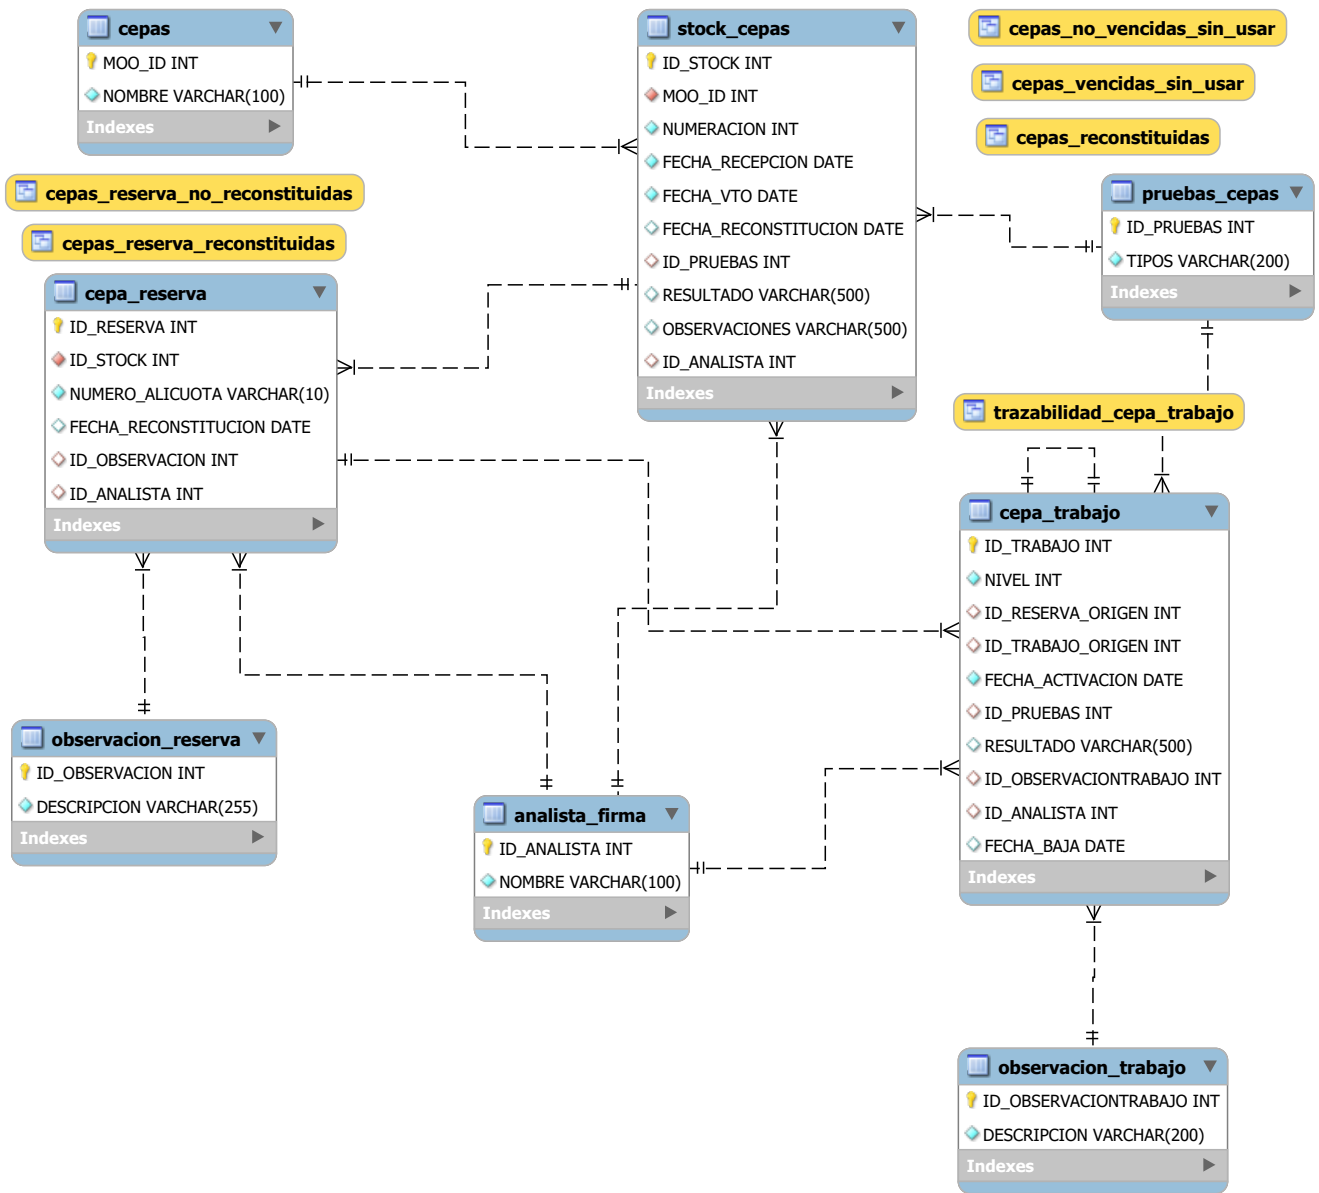 cepas
MOO_ID INT
NOMBRE VARCHAR(100)
Indexes
stock_cepas
ID_STOCK INT
MOO_ID INT
NUMERACION INT
FECHA_RECEPCION DATE
FECHA_VTO DATE
FECHA_RECONSTITUCION DATE
ID_PRUEBAS INT
RESULTADO VARCHAR(500)
OBSERVACIONES VARCHAR(500)
ID_ANALISTA INT
Indexes
cepas_no_vencidas_sin_usar
cepas_vencidas_sin_usar
cepas_reconstituidas
cepas_reserva_no_reconstituidas
cepas_reserva_reconstituidas
pruebas_cepas
ID_PRUEBAS INT
TIPOS VARCHAR(200)
Indexes
cepa_reserva
ID_RESERVA INT
ID_STOCK INT
NUMERO_ALICUOTA VARCHAR(10)
FECHA_RECONSTITUCION DATE
ID_OBSERVACION INT
ID_ANALISTA INT
Indexes
trazabilidad_cepa_trabajo
cepa_trabajo
ID_TRABAJO INT
NIVEL INT
ID_RESERVA_ORIGEN INT
ID_TRABAJO_ORIGEN INT
FECHA_ACTIVACION DATE
ID_PRUEBAS INT
RESULTADO VARCHAR(500)
ID_OBSERVACIONTRABAJO INT
ID_ANALISTA INT
FECHA_BAJA DATE
Indexes
observacion_reserva
ID_OBSERVACION INT
DESCRIPCION VARCHAR(255)
Indexes
analista_firma
ID_ANALISTA INT
NOMBRE VARCHAR(100)
Indexes
observacion_trabajo
ID_OBSERVACIONTRABAJO INT
DESCRIPCION VARCHAR(200)
Indexes